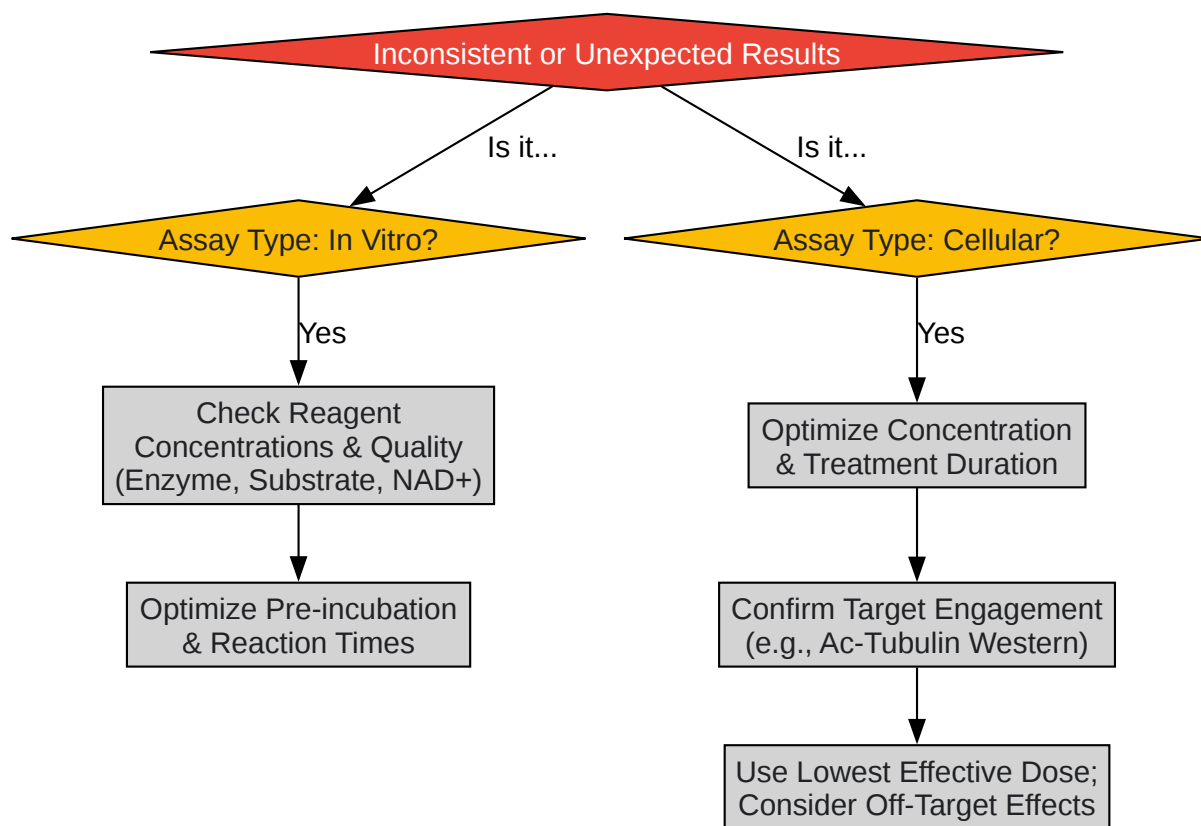 Inconsistent or Unexpected Results
Is it...
Is it...
Assay Type: In Vitro?
Assay Type: Cellular?
Yes
Yes
Check Reagent
Concentrations & Quality
(Enzyme, Substrate, NAD+)
Optimize Concentration
& Treatment Duration
Optimize Pre-incubation
& Reaction Times
Confirm Target Engagement
(e.g., Ac-Tubulin Western)
Use Lowest Effective Dose;
Consider Off-Target Effects